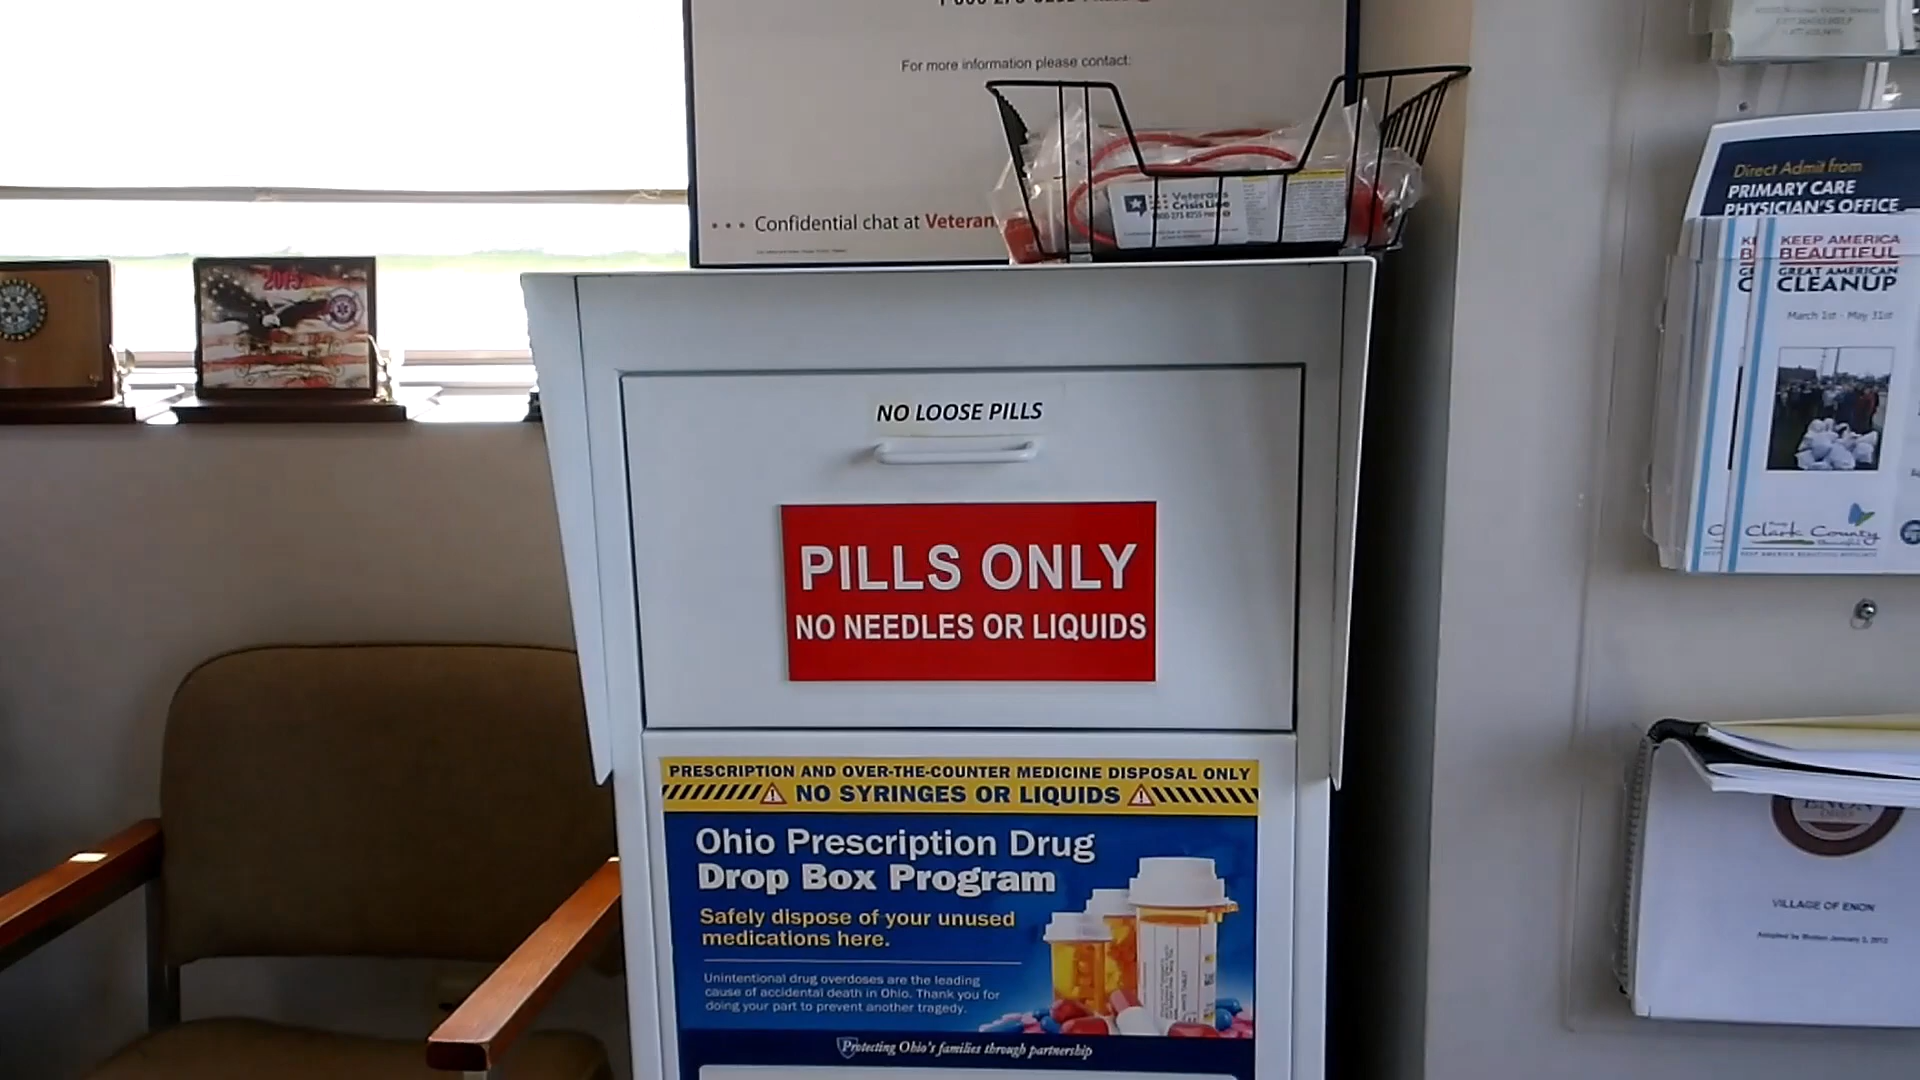 For more information please contact:
• • • Confidential chat at Veteran
Veterans
Crisis Line
NO LOOSE PILLS
PILLS ONLY
NO NEEDLES OR LIQUIDS
PRESCRIPTION AND OVER-THE-COUNTER MEDICINE DISPOSAL ONLY
NO SYRINGES OR LIQUIDS
Ohio Prescription Drug
Drop Box Program
Safely dispose of your unused
medications here.
Unintentional drug overdoses are the leading
cause of accidental death in Ohio. Thank you for
doing your part to prevent another tragedy.
Protecting Ohio's families through partnership
2015
Direct Admit from
PRIMARY CARE
PHYSICIAN'S OFFICE
KEEP AMERICA
BEAUTIFUL
GREAT AMERICAN
CLEANUP
March 1st - May 31st
Clark County
ENON
VILLAGE OF ENON